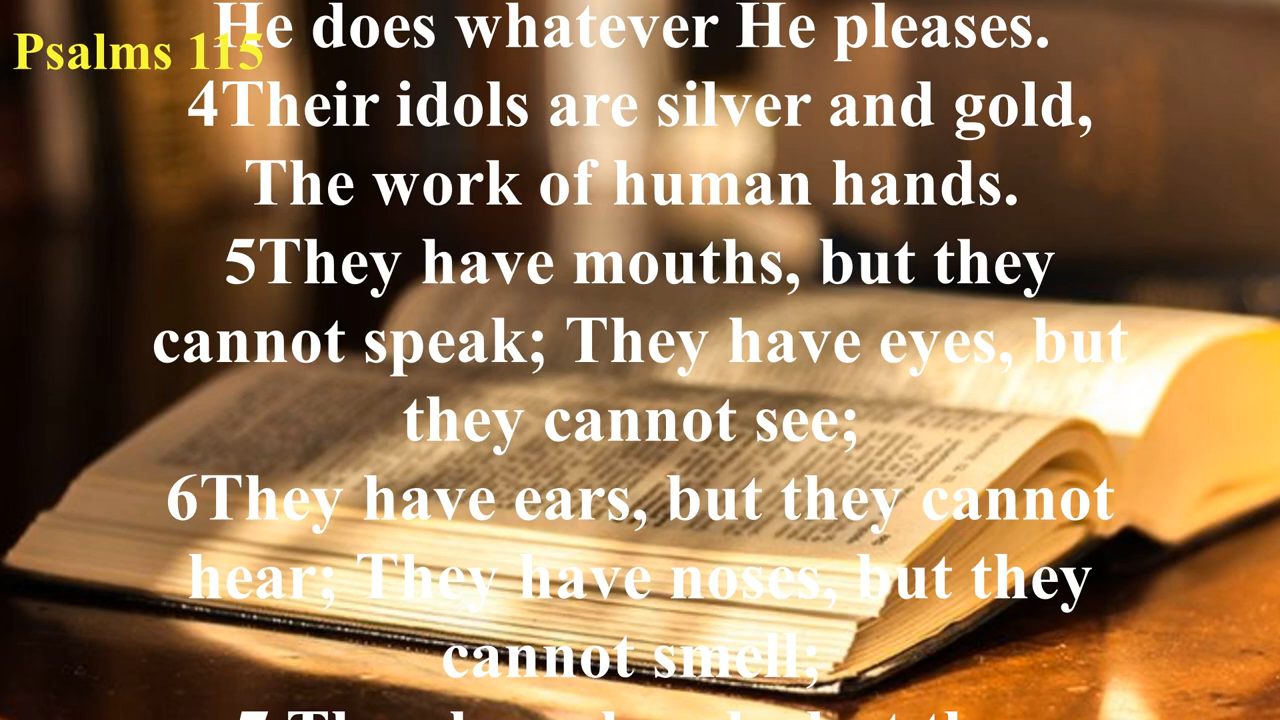 He does whatever He pleases.
Psalms 115
4Their idols are silver and gold,
The work of human hands.
5They have mouths, but they
cannot speak; They have eyes, but
they cannot see;
6They have ears, but they cannot
hear; They have noses, but they
cannot smell;